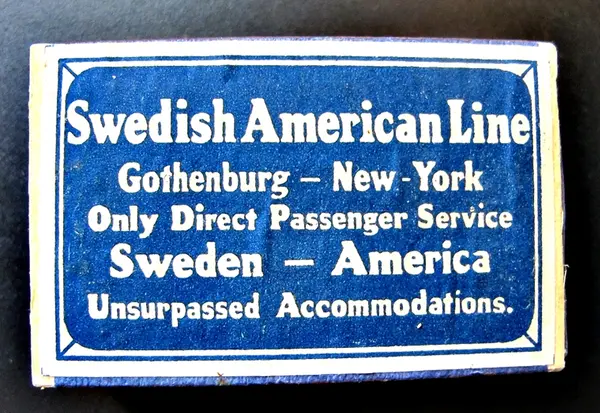 Swedish American Line
Gothenburg – New-York
Only Direct Passenger Service
Sweden – America
Unsurpassed Accommodations.